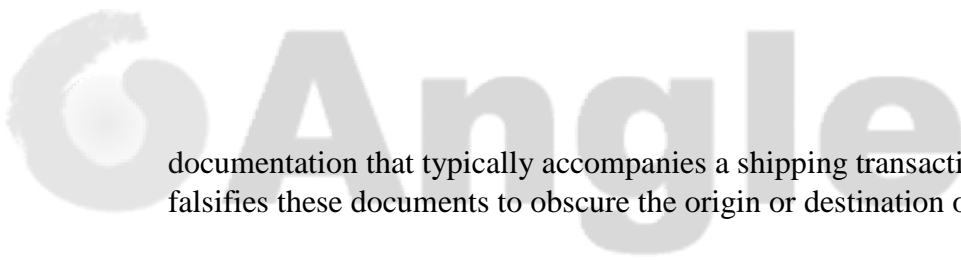 Angle
documentation that typically accompanies a shipping transacti
falsifies these documents to obscure the origin or destination o